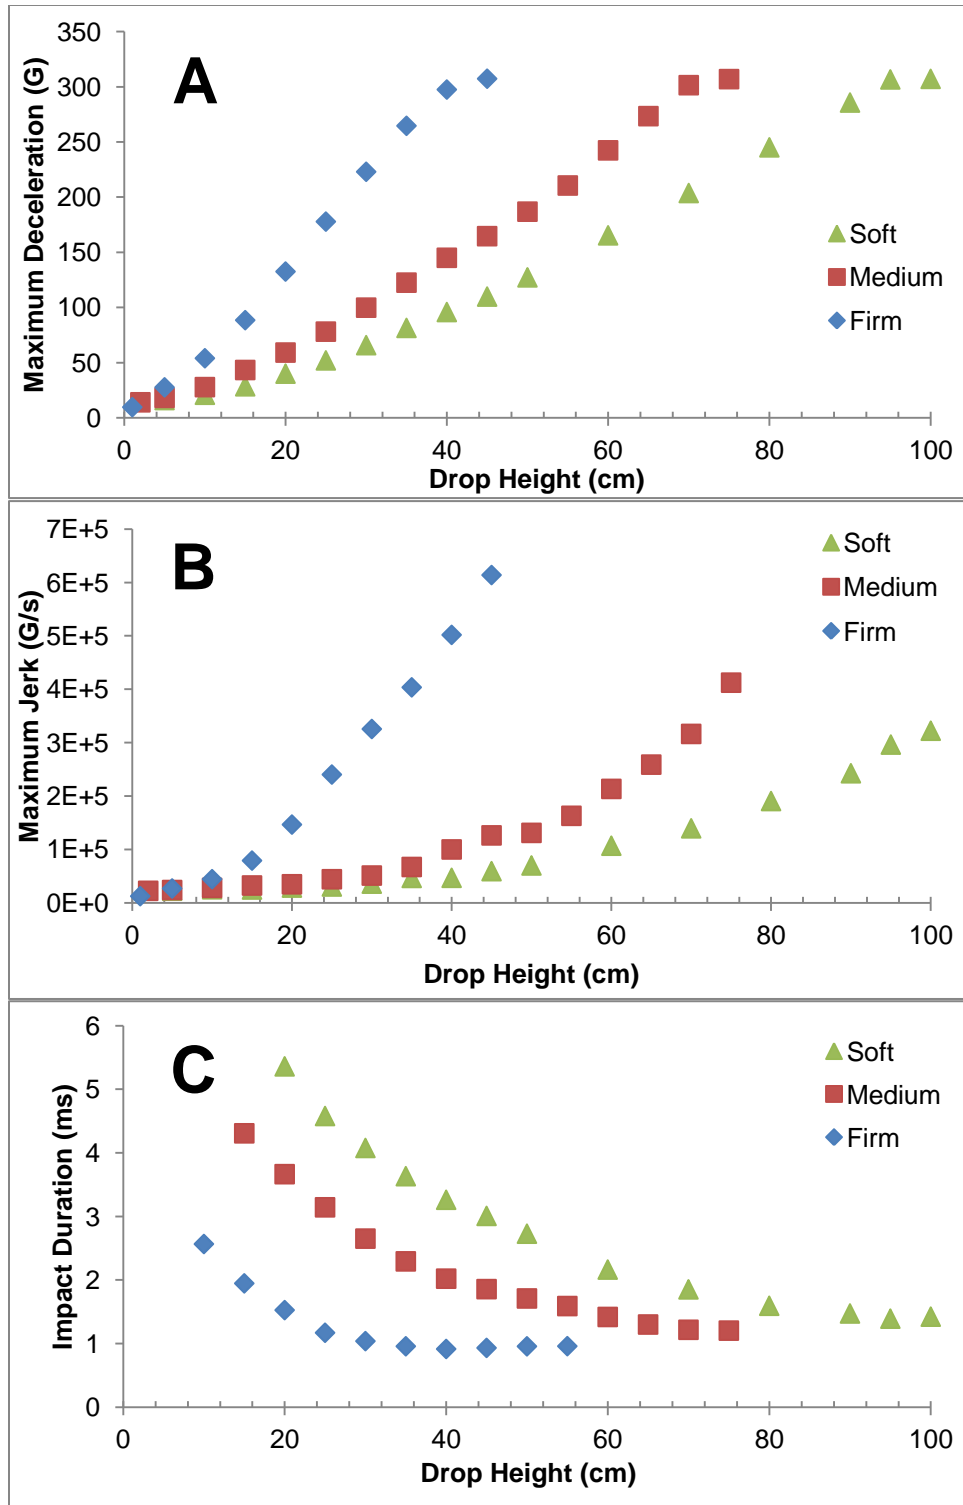 A
Maximum Deceleration (G)
350
300
250
200
150
100
50
0
Soft
Medium
Firm
0 20 40 60 80 100
Drop Height (cm)
B
Maximum Jerk (G/s)
7E+5
6E+5
5E+5
4E+5
3E+5
2E+5
1E+5
0E+0
Soft
Medium
Firm
0 20 40 60 80 100
Drop Height (cm)
C
Impact Duration (ms)
6
5
4
3
2
1
0
Soft
Medium
Firm
0 20 40 60 80 100
Drop Height (cm)